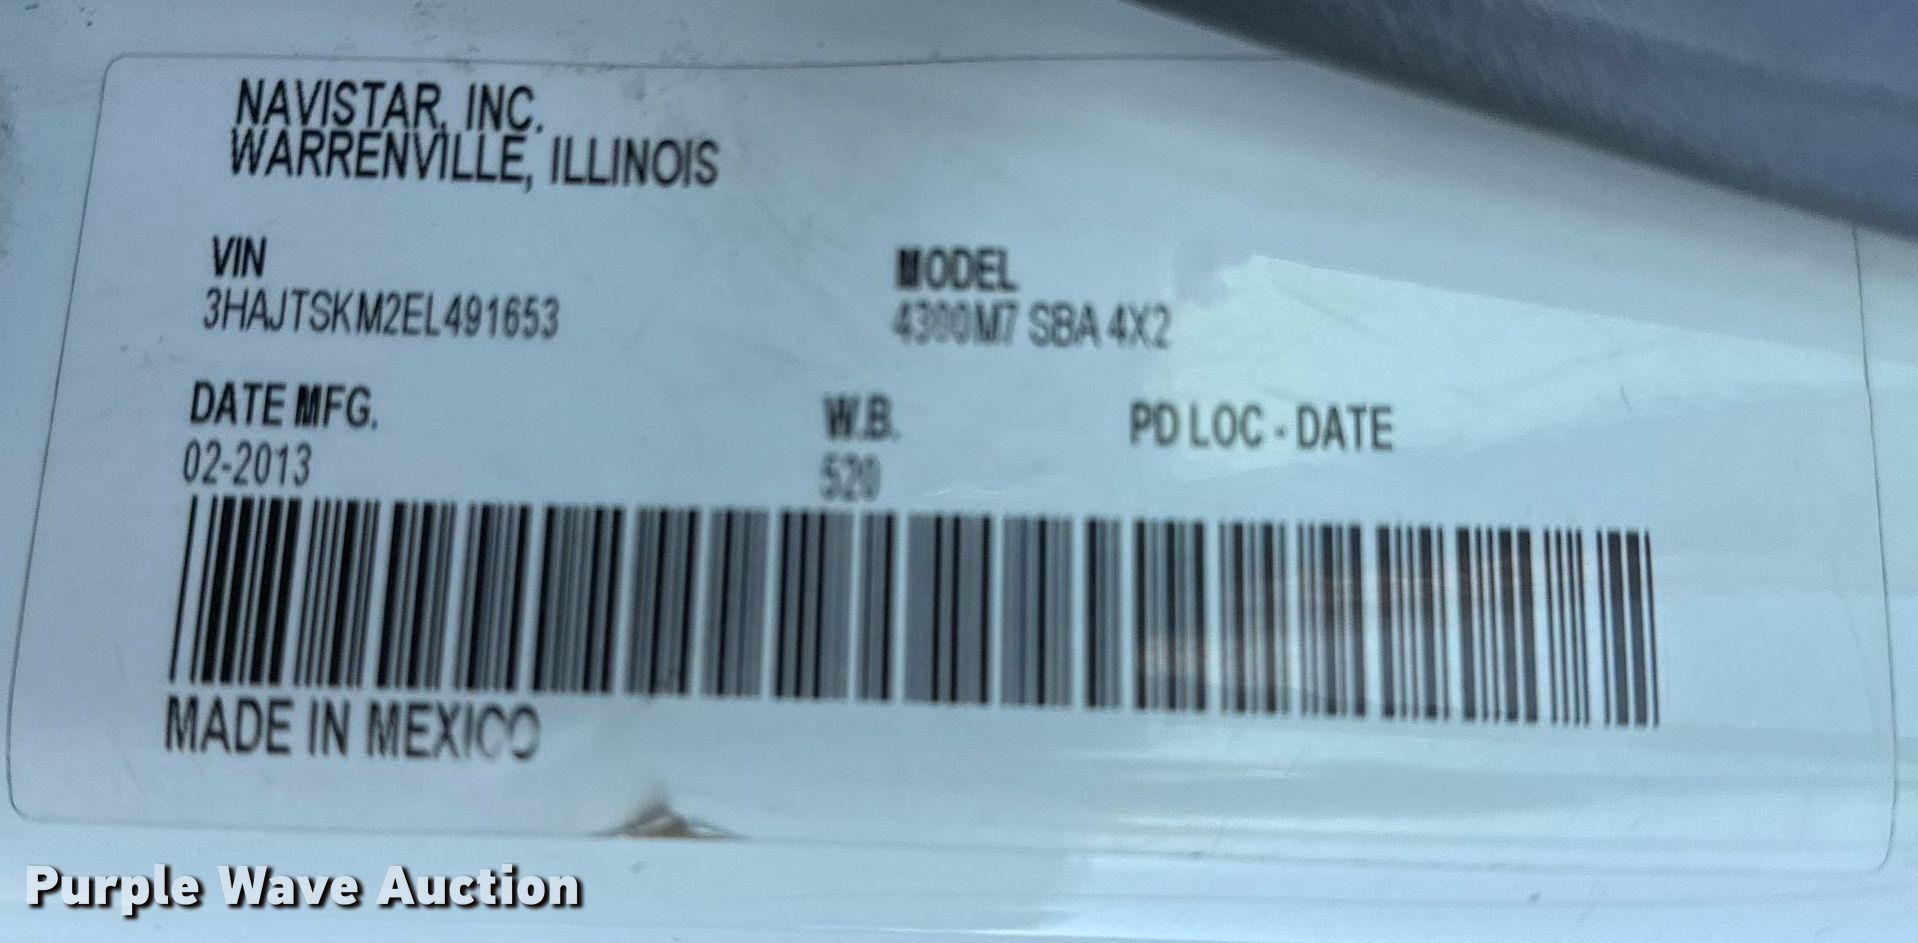 NAVISTAR, INC.
WARRENVILLE, ILLINOIS
VIN MODEL
3HAJTSKM2EL491653 4300M7 SBA 4X2
DATE MFG. W.B. PD LOC - DATE
02-2013 520
MADE IN MEXICO
Purple Wave Auction